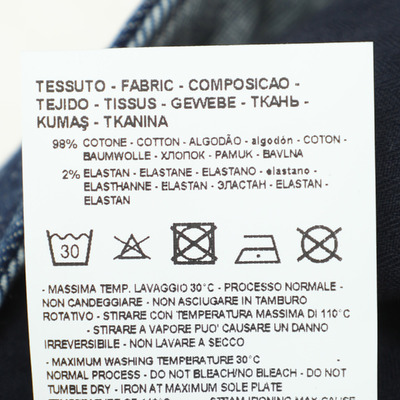 TESSUTO - FABRIC - COMPOSICAO -
TEJIDO - TISSUS - GEWEBE - ТКАНЬ -
KUMAŞ - TKANINA
98% COTONE - COTTON - ALGODÃO - algodón - COTON -
BAUMWOLLE - ХЛОПОК - PAMUK - BAVLNA
2% ELASTAN - ELASTANE - ELASTANO - elastano -
ELASTHANNE - ELASTAN - ЭЛАСТАН - ELASTAN -
ELASTAN
30
- MASSIMA TEMP. LAVAGGIO 30°C - PROCESSO NORMALE -
NON CANDEGGIARE - NON ASCIUGARE IN TAMBURO
ROTATIVO - STIRARE CON TEMPERATURA MASSIMA DI 110°C
- STIRARE A VAPORE PUO' CAUSARE UN DANNO
IRREVERSIBILE - NON LAVARE A SECCO
- MAXIMUM WASHING TEMPERATURE 30°C -
NORMAL PROCESS - DO NOT BLEACH/NO BLEACH - DO NOT
TUMBLE DRY - IRON AT MAXIMUM SOLE PLATE